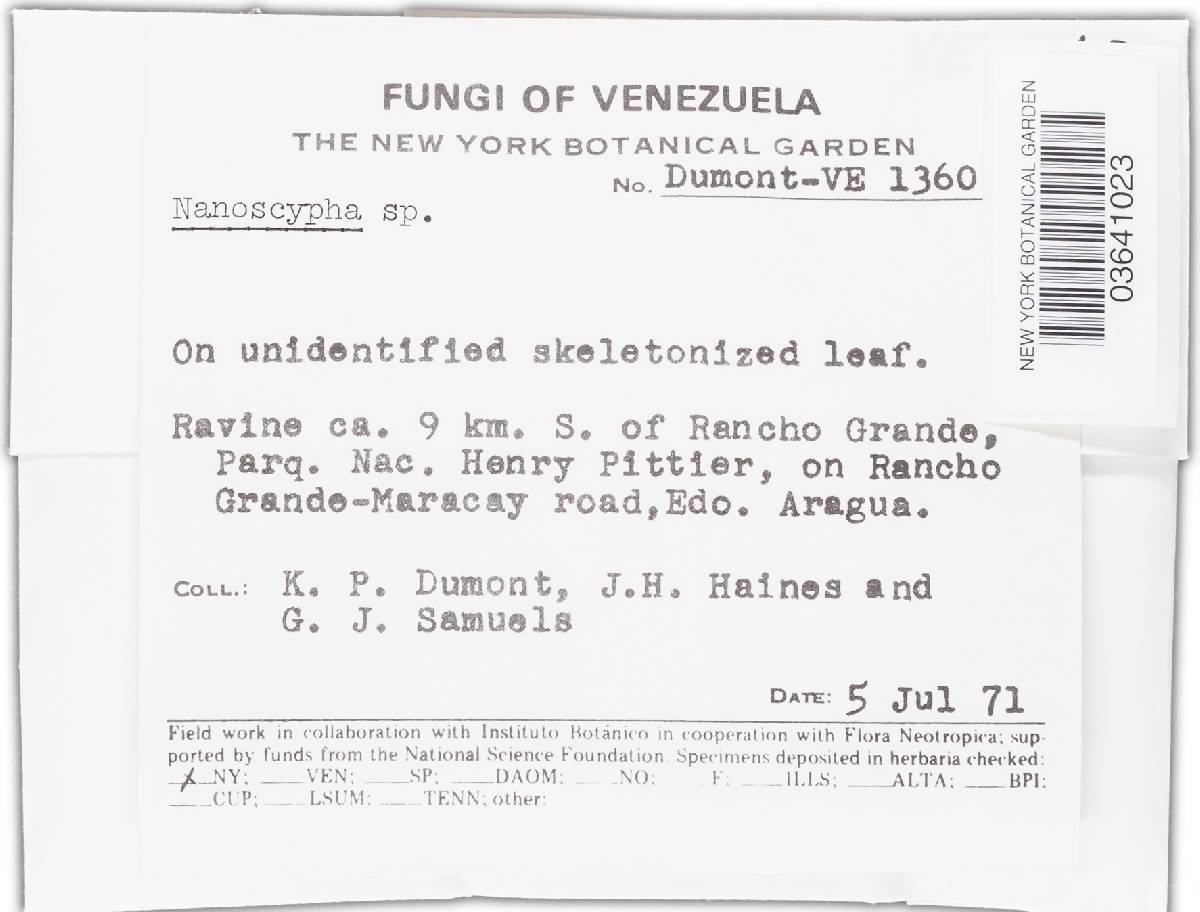 FUNGI OF VENEZUELA
THE NEW YORK BOTANICAL GARDEN
No. Dumont-VE 1360
Nanoscypha sp.
On unidentified skeletonized leaf.
Ravine ca. 9 km. S. of Rancho Grande,
Parq. Nac. Henry Pittier, on Rancho
Grande-Maracay road,Edo. Aragua.
COLL.: K. P. Dumont, J.H. Haines and
G. J. Samuels
DATE: 5 Jul 71
Field work in collaboration with Instituto Botánico in cooperation with Flora Neotropica; sup-
ported by funds from the National Science Foundation. Specimens deposited in herbaria checked:
X NY; ___VEN; ___SP; ___DAOM; ___NO; ___F; ___ILLS; ___ALTA; ___BPI;
___CUP; ___LSUM; ___TENN; other:
NEW YORK BOTANICAL GARDEN
03641023